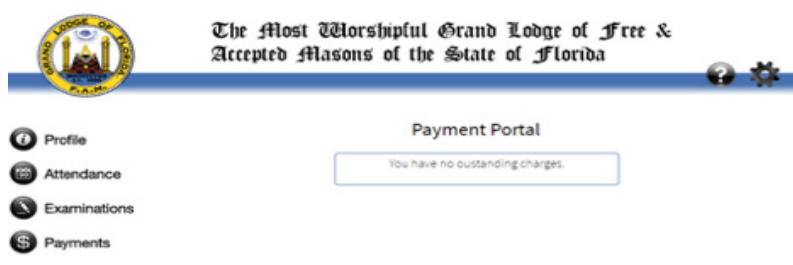 The Most Worshipful Grand Lodge of Free &
Accepted Masons of the State of Florida
GRAND LODGE OF FLORIDA
F.&A.M.
?
Payment Portal
You have no oustanding charges.
Profile
Attendance
Examinations
$ Payments